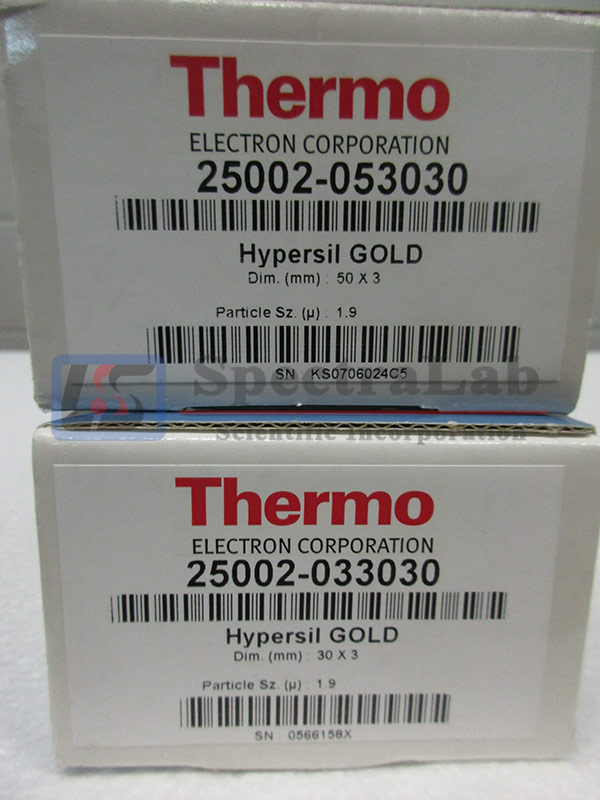 Thermo
ELECTRON CORPORATION
25002-053030
Hypersil GOLD
Dim. (mm) : 50 X 3
Particle Sz. (µ) : 1.9
SN : KS0706024C5
SpectraLab
Scientific Incorporation
Thermo
ELECTRON CORPORATION
25002-033030
Hypersil GOLD
Dim. (mm) : 30 X 3
Particle Sz. (µ) : 1.9
SN : 0566158X